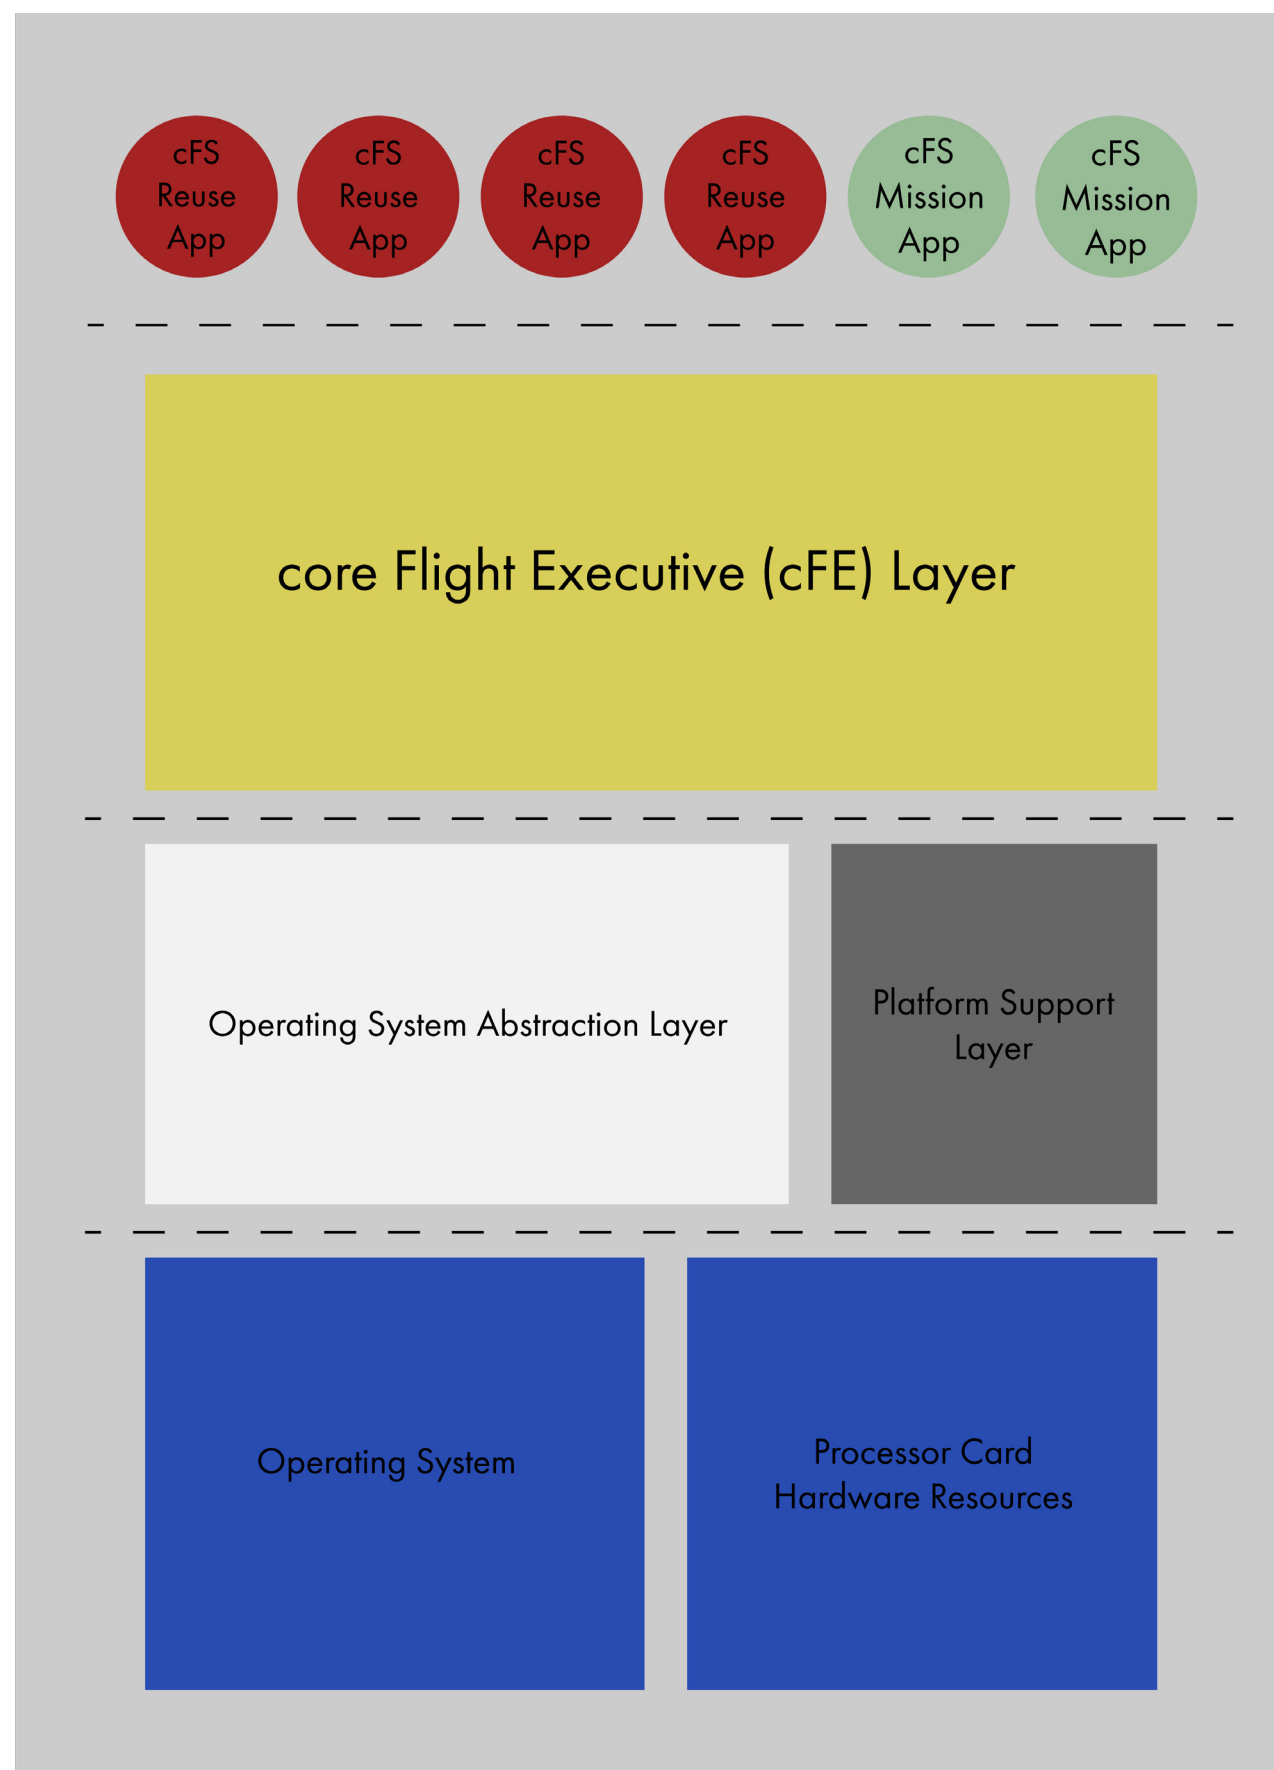 cFS
Reuse
App
cFS
Reuse
App
cFS
Reuse
App
cFS
Reuse
App
cFS
Mission
App
cFS
Mission
App
core Flight Executive (cFE) Layer
Operating System Abstraction Layer
Platform Support
Layer
Operating System
Processor Card
Hardware Resources